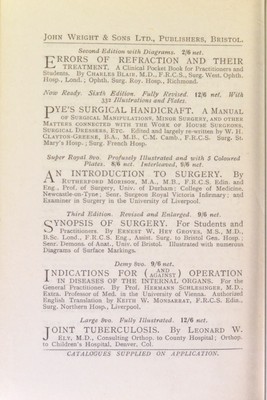 JOHN WRIGHT & SONS LTD., PUBLISHERS, BRISTOL.
Second Edition with Diagrams. 2/6 net.
ERRORS OF REFRACTION AND THEIR
TREATMENT. A Clinical Pocket Book for Practitioners and
Students. By CHARLES BLAIR, M.D., F.R.C.S., Surg. West. Ophth.
Hosp., Lond.; Ophth. Surg. Roy. Hosp., Richmond.
Now Ready. Sixth Edition. Fully Revised. 12/6 net. With
352 Illustrations and Plates.
PYE'S SURGICAL HANDICRAFT. A MANUAL
OF SURGICAL MANIPULATIONS, MINOR SURGERY, AND OTHER
MATTERS CONNECTED WITH THE WORK OF HOUSE SURGEONS,
SURGICAL DRESSERS, ETC. Edited and largely re-written by W. H.
CLAYTON-GREENE, B.A., M.B., C.M. Camb., F.R.C.S. Surg. St.
Mary's Hosp.; Surg. French Hosp.
Super Royal 8vo. Profusely Illustrated and with 5 Coloured
Plates. 8/6 net. Interleaved, 9/6 net.
AN INTRODUCTION TO SURGERY. By
RUTHERFORD MORISON, M.A., M.B., F.R.C.S. Edin. and
Eng., Prof. of Surgery, Univ. of Durham; College of Medicine,
Newcastle-on-Tyne; Senr. Surgeon Royal Victoria Infirmary; and
Examiner in Surgery in the University of Liverpool.
Third Edition. Revised and Enlarged. 9/6 net.
SYNOPSIS OF SURGERY. For Students and
Practitioners. By ERNEST W. HEY GROVES, M.S., M.D.,
B.Sc. Lond., F.R.C.S. Eng.; Assist. Surg. to Bristol Gen. Hosp.;
Senr. Demons. of Anat., Univ. of Bristol. Illustrated with numerous
Diagrams of Surface Markings.
Demy 8vo. 9/6 net.
INDICATIONS FOR (AND AGAINST) OPERATION
IN DISEASES OF THE INTERNAL ORGANS. For the
General Practitioner. By Prof. HERMANN SCHLESINGER, M.D.,
Extra. Professor of Med. in the University of Vienna. Authorized
English Translation by KEITH W. MONSARRAT, F.R.C.S. Edin.,
Surg. Northern Hosp., Liverpool.
Large 8vo. Fully Illustrated. 12/6 net.
JOINT TUBERCULOSIS. By LEONARD W.
ELY, M.D., Consulting Orthop. to County Hospital; Orthop.
to Children's Hospital, Denver, Col.
CATALOGUES SUPPLIED ON APPLICATION.